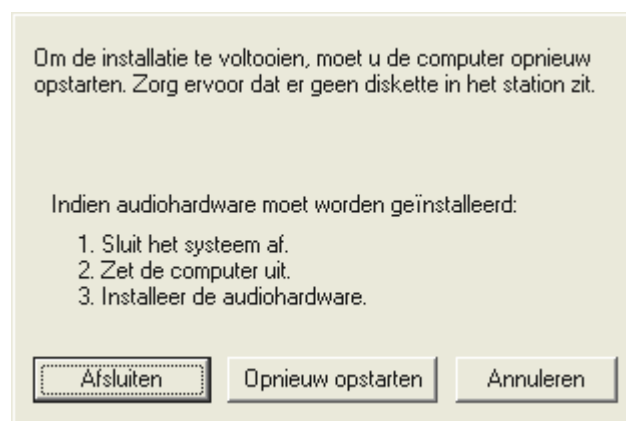 Om de installatie te voltooien, moet u de computer opnieuw
opstarten. Zorg ervoor dat er geen diskette in het station zit.
Indien audiohardware moet worden geïnstalleerd:
1. Sluit het systeem af.
2. Zet de computer uit.
3. Installeer de audiohardware.
Afsluiten Opnieuw opstarten Annuleren